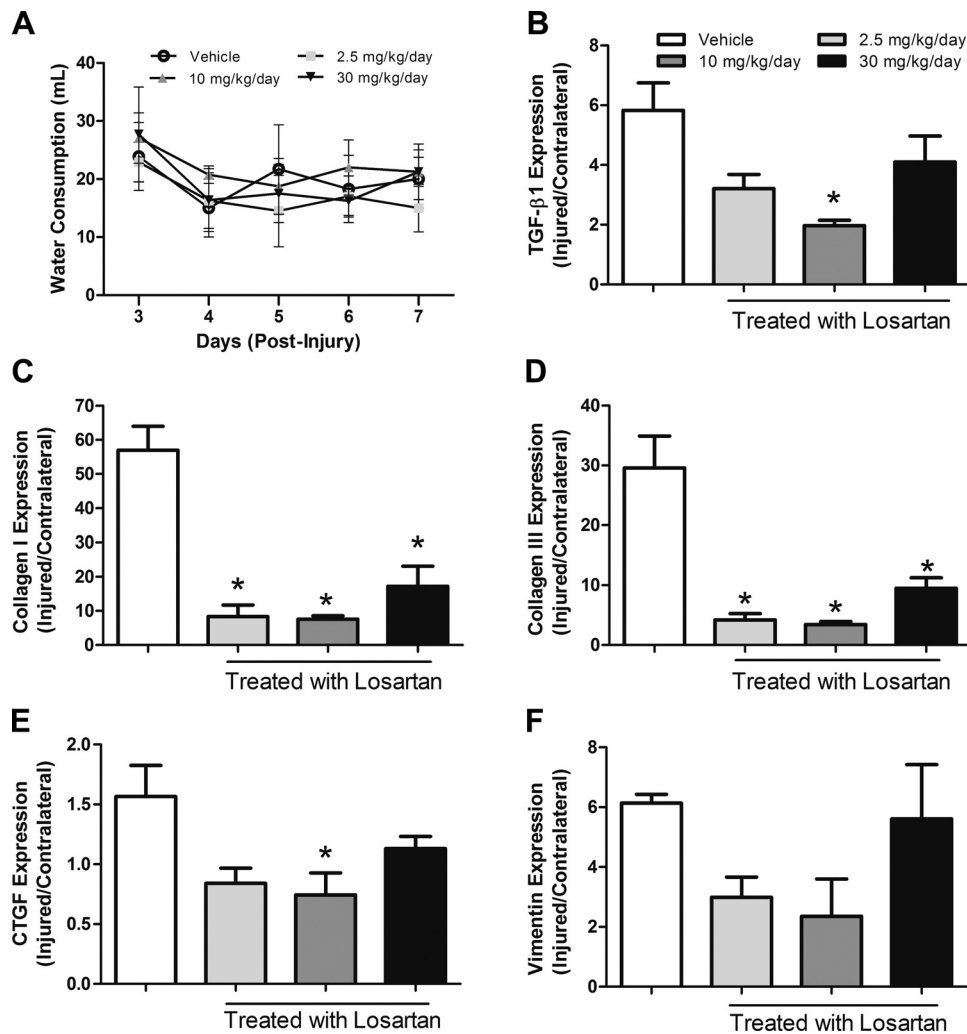 A
Vehicle
2.5 mg/kg/day
10 mg/kg/day
30 mg/kg/day
Water Consumption (mL)
40
30
20
10
0
3 4 5 6 7
Days (Post-Injury)
B
Vehicle
2.5 mg/kg/day
10 mg/kg/day
30 mg/kg/day
TGF-β1 Expression
(Injured/Contralateral)
8
6
4
2
0
*
Treated with Losartan
C
Collagen I Expression
(Injured/Contralateral)
70
60
50
40
30
20
10
0
* * *
Treated with Losartan
D
Collagen III Expression
(Injured/Contralateral)
40
30
20
10
0
* * *
Treated with Losartan
E
CTGF Expression
(Injured/Contralateral)
2.0
1.5
1.0
0.5
0.0
*
Treated with Losartan
F
Vimentin Expression
(Injured/Contralateral)
8
6
4
2
0
Treated with Losartan